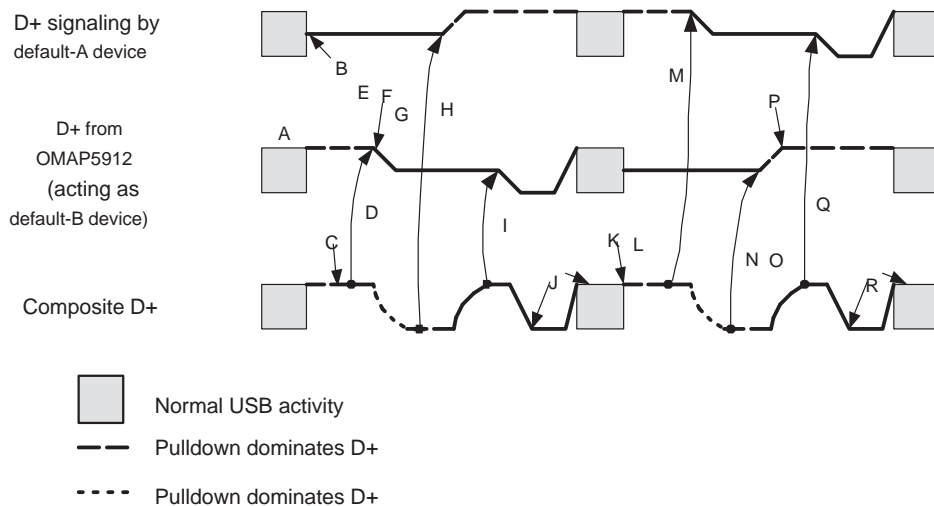 D+ signaling by
default-A device
B
M
E
F
G
H
P
D+ from
OMAP5912
(acting as
default-B device)
A
D
I
Q
C
J
K
L
N
O
R
Composite D+
Normal USB activity
Pulldown dominates D+
Pulldown dominates D+